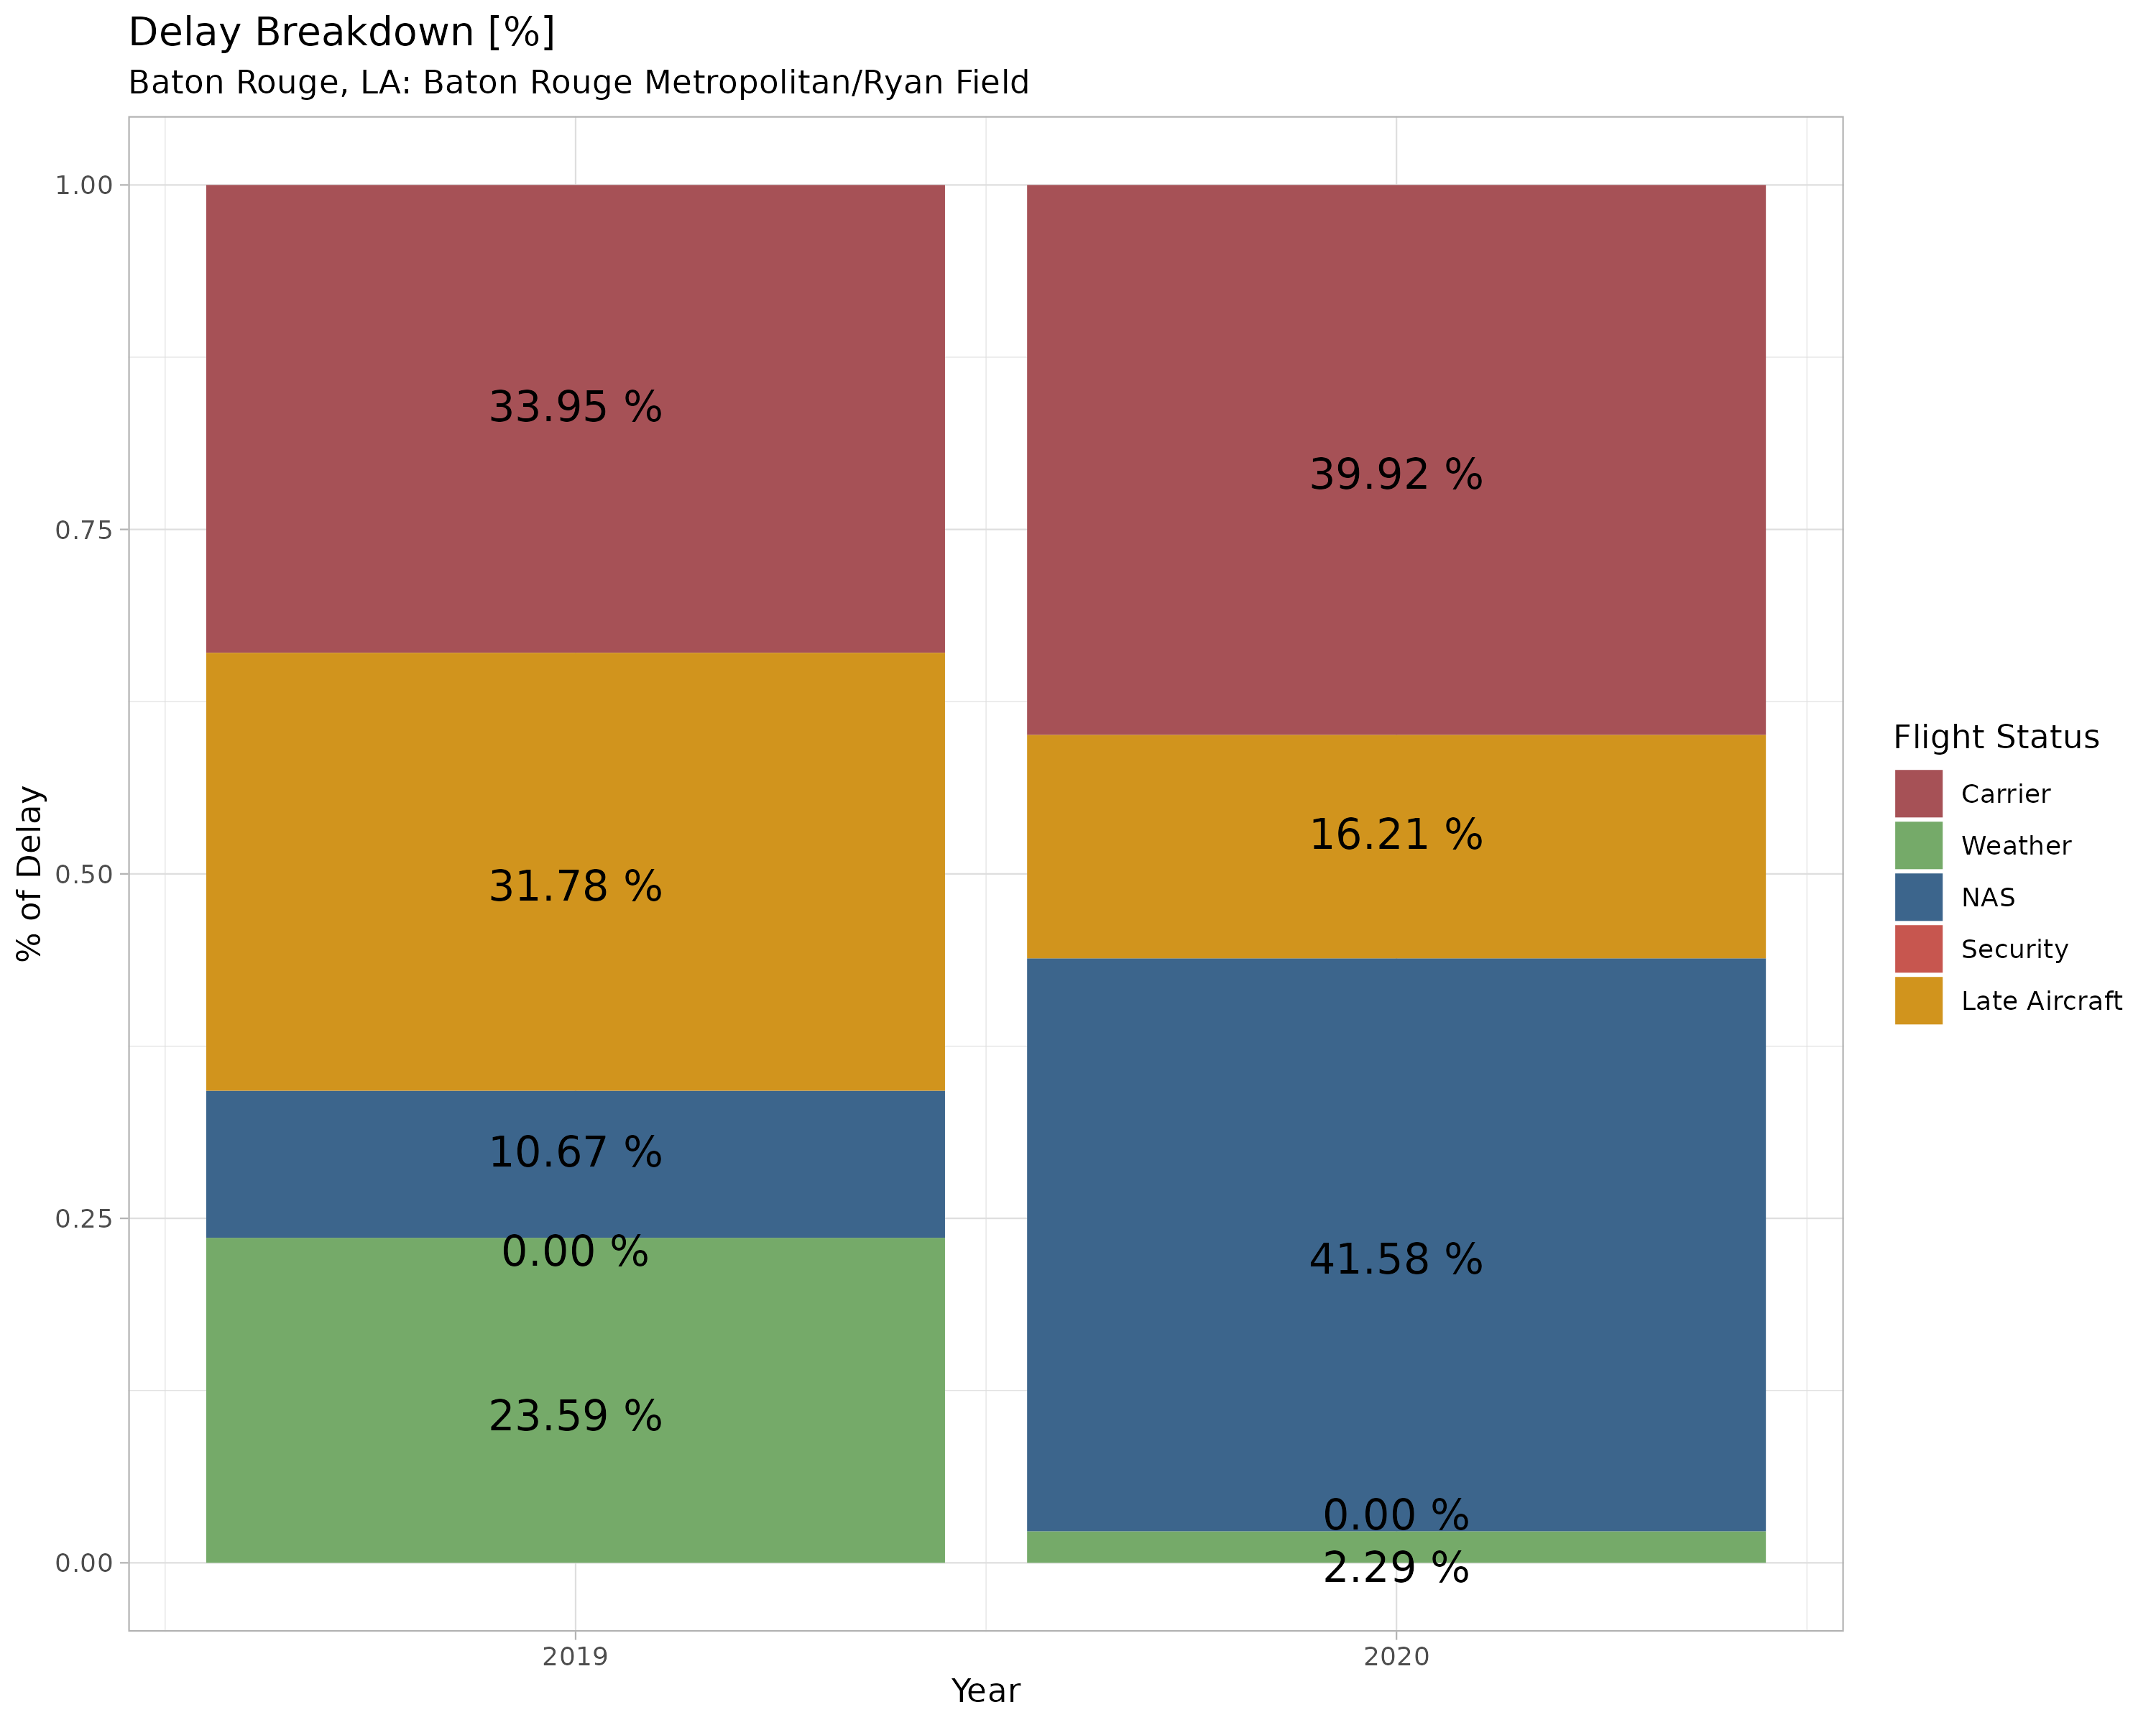 Delay Breakdown [%]
Baton Rouge, LA: Baton Rouge Metropolitan/Ryan Field
% of Delay
1.00
0.75
0.50
0.25
0.00
33.95 %
31.78 %
10.67 %
0.00 %
23.59 %
39.92 %
16.21 %
41.58 %
0.00 %
2.29 %
2019
2020
Year
Flight Status
Carrier
Weather
NAS
Security
Late Aircraft